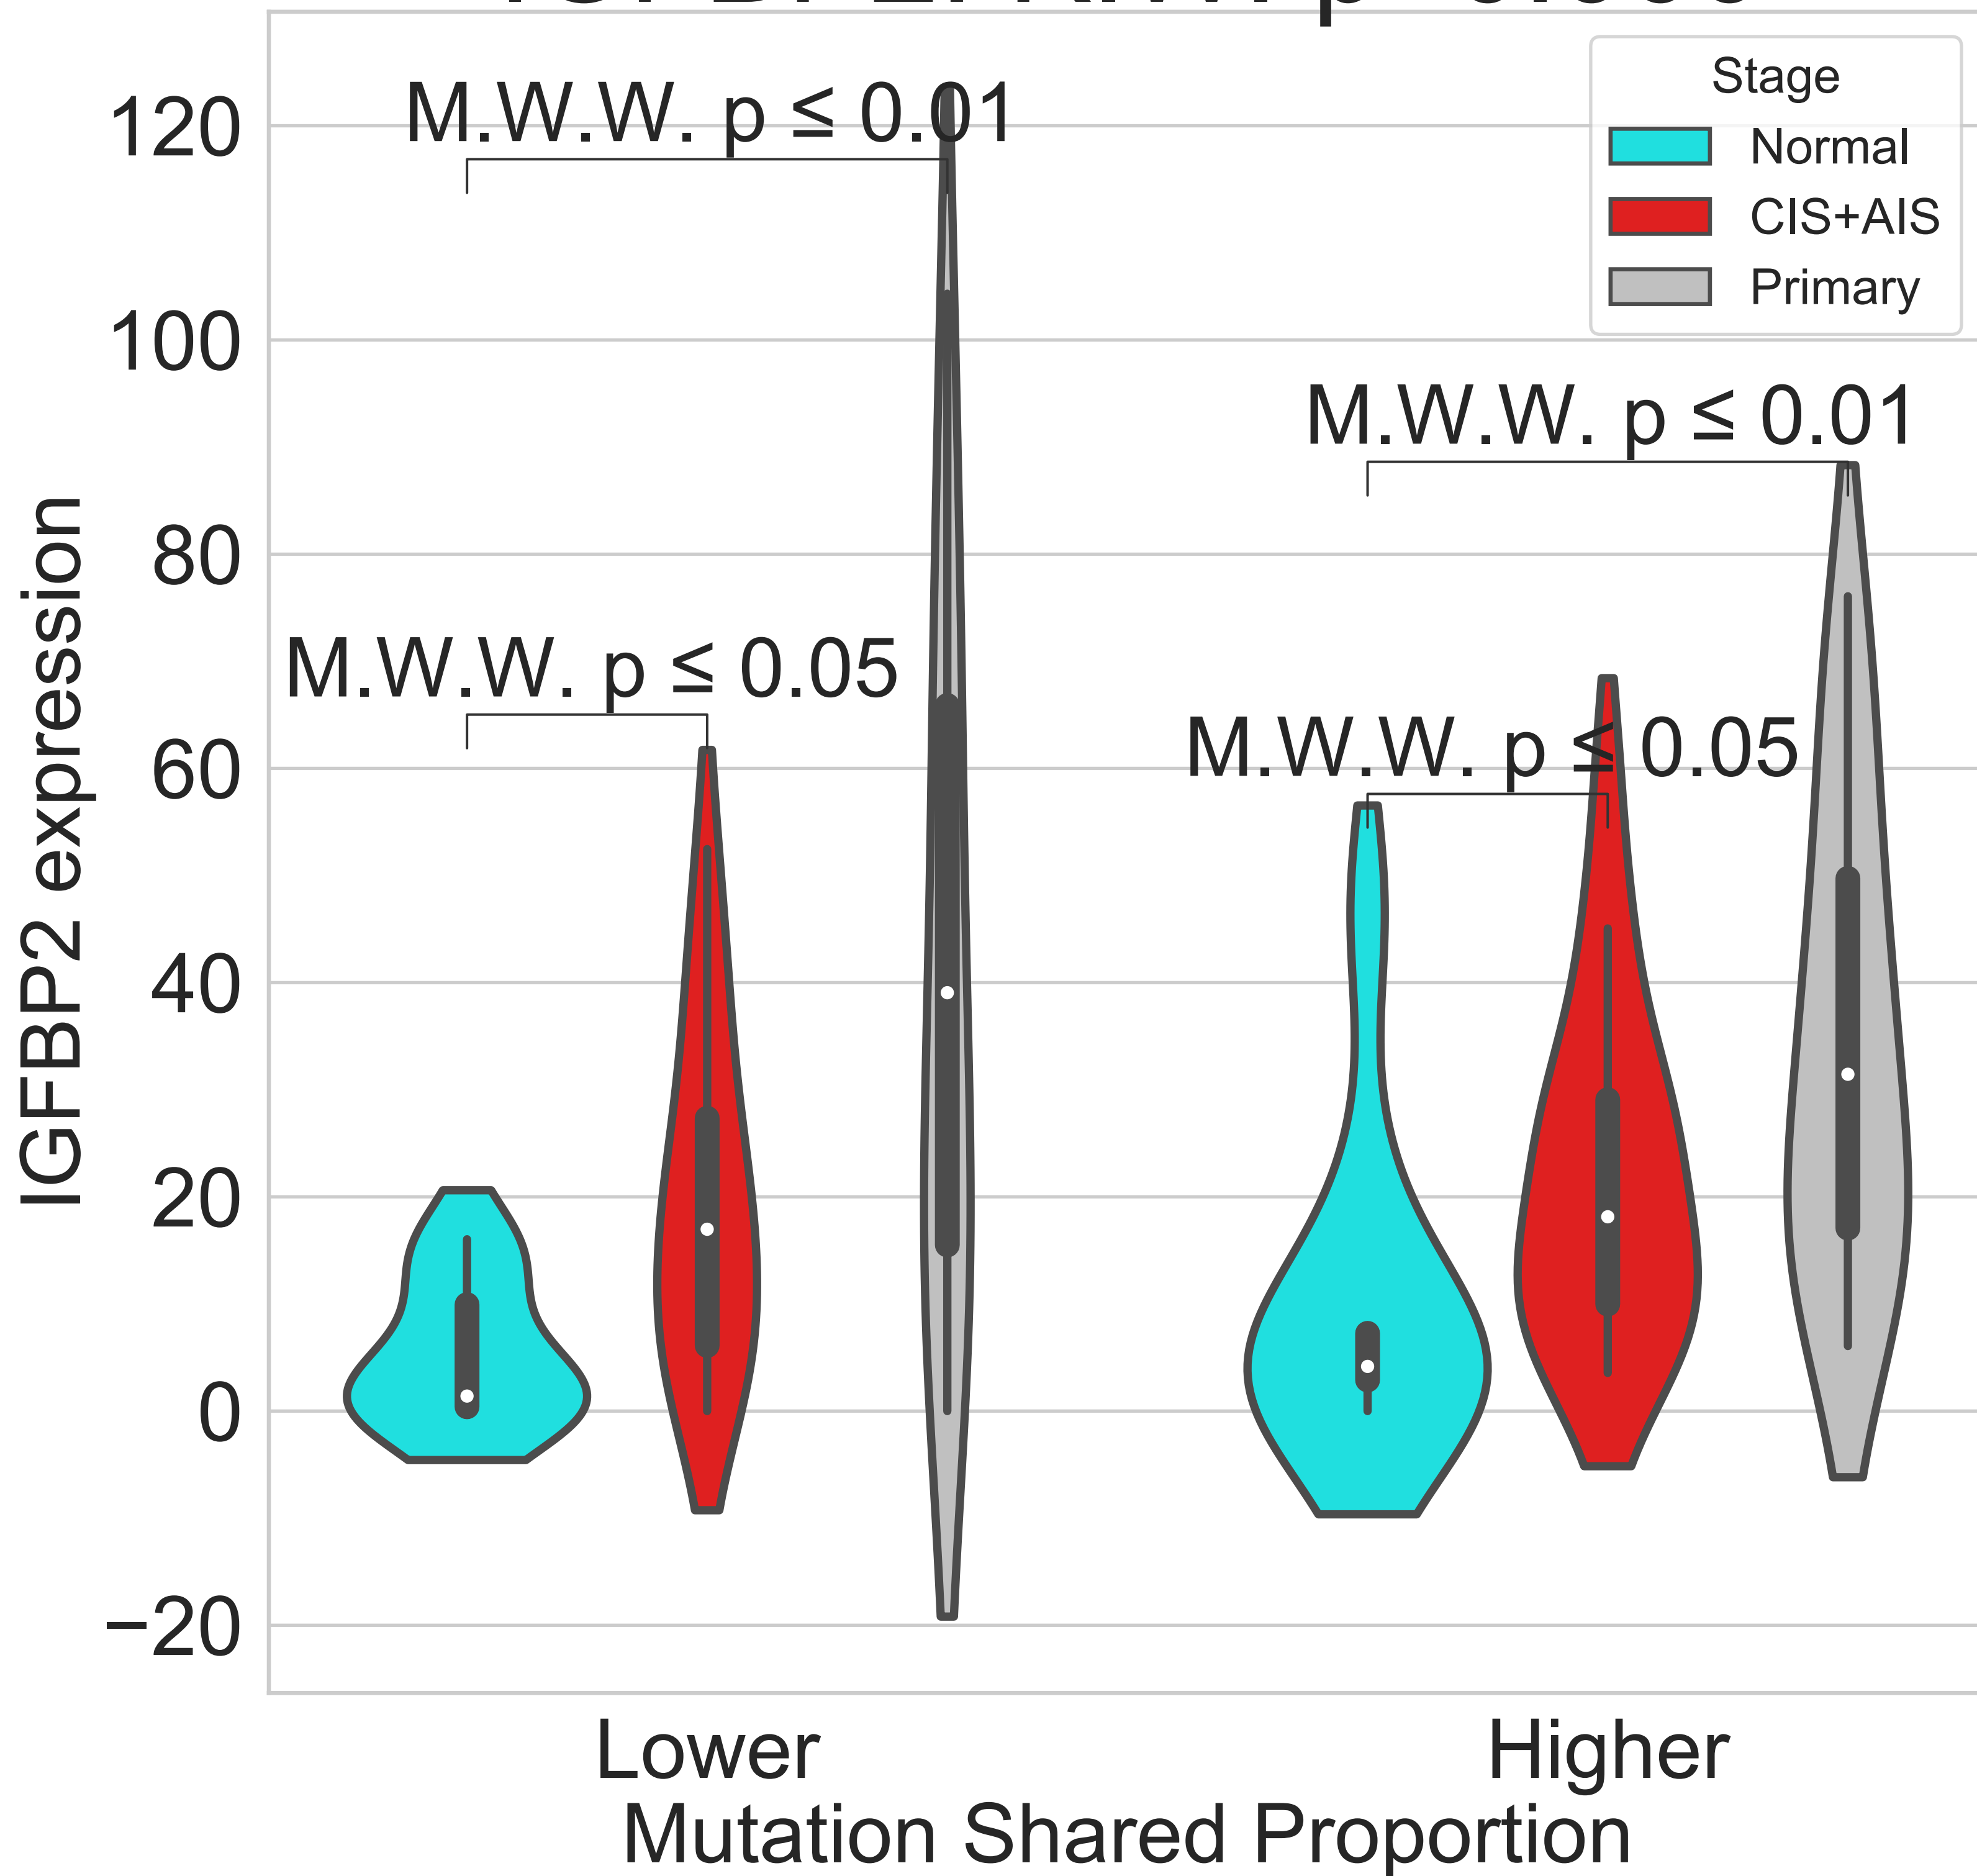 M.W.W. p ≤ 0.01
Stage
Normal
CIS+AIS
Primary
M.W.W. p ≤ 0.01
M.W.W. p ≤ 0.05
M.W.W. p ≤ 0.05
120
100
80
60
40
20
0
−20
IGFBP2 expression
Lower
Higher
Mutation Shared Proportion